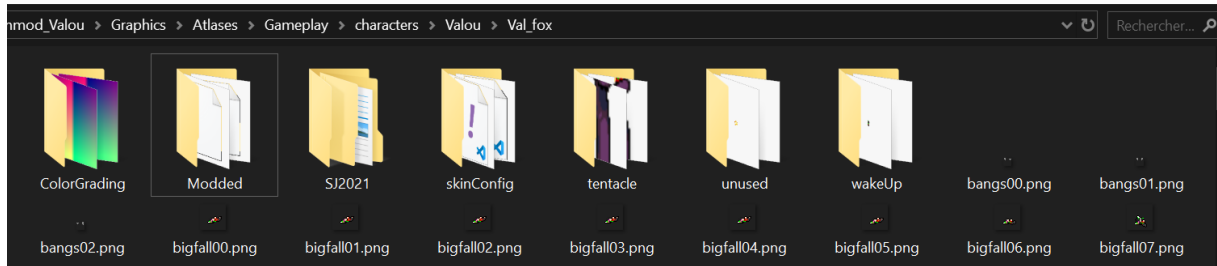 nmod_Valou > Graphics > Atlases > Gameplay > characters > Valou > Val_fox Rechercher...
ColorGrading Modded SJ2021 skinConfig tentacle unused wakeUp bangs00.png bangs01.png
bangs02.png bigfall00.png bigfall01.png bigfall02.png bigfall03.png bigfall04.png bigfall05.png bigfall06.png bigfall07.png